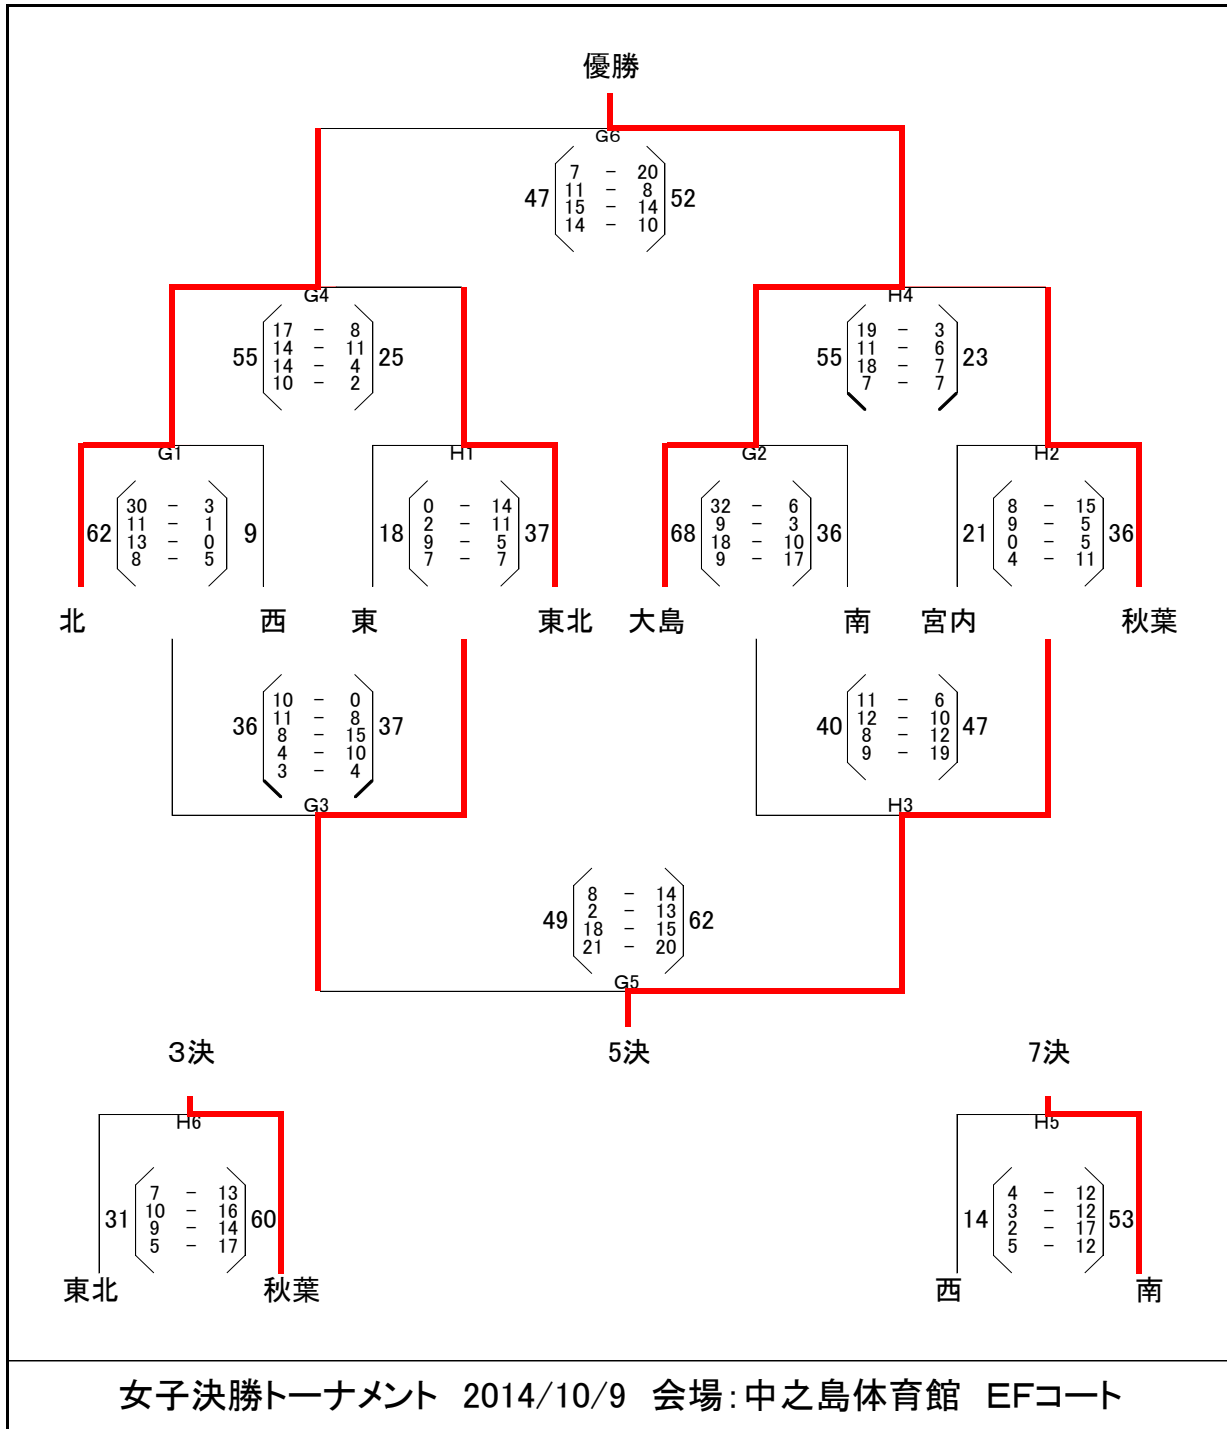 優勝
G6
7 - 20
47 11 - 8 52
15 - 14
14 - 10
G4 H4
17 - 8 19 - 3
55 14 - 11 25 55 11 - 6 23
14 - 4 18 - 7
10 - 2 7 - 7
G1 H1 G2 H2
30 - 3 0 - 14 32 - 6 8 - 15
62 11 - 1 9 18 2 - 11 37 68 9 - 3 36 21 9 - 5 36
13 - 0 9 - 5 18 - 10 0 - 5
8 - 5 7 - 7 9 - 17 4 - 11
北 西 東 東北 大島 南 宮内 秋葉
10 - 0 11 - 6
11 - 8 12 - 10
36 8 - 15 37 40 8 - 12 47
4 - 10 9 - 19
3 - 4
G3 H3
8 - 14
49 2 - 13 62
18 - 15
21 - 20
G5
3決 5決 7決
H6 H5
7 - 13 4 - 12
31 10 - 16 60 14 3 - 12 53
9 - 14 2 - 17
5 - 17 5 - 12
東北 秋葉 西 南
女子決勝トーナメント 2014/10/9 会場:中之島体育館 EFコート